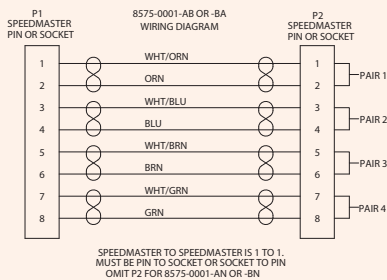 P1
SPEEDMASTER
PIN OR SOCKET
8575-0001-AB OR -BA
WIRING DIAGRAM
P2
SPEEDMASTER
PIN OR SOCKET
1 WHT/ORN 1
2 ORN 2
PAIR 1
3 WHT/BLU 3
4 BLU 4
PAIR 2
5 WHT/BRN 5
6 BRN 6
PAIR 3
7 WHT/GRN 7
8 GRN 8
PAIR 4
SPEEDMASTER TO SPEEDMASTER IS 1 TO 1.
MUST BE PIN TO SOCKET OR SOCKET TO PIN
OMIT P2 FOR 8575-0001-AN OR -BN